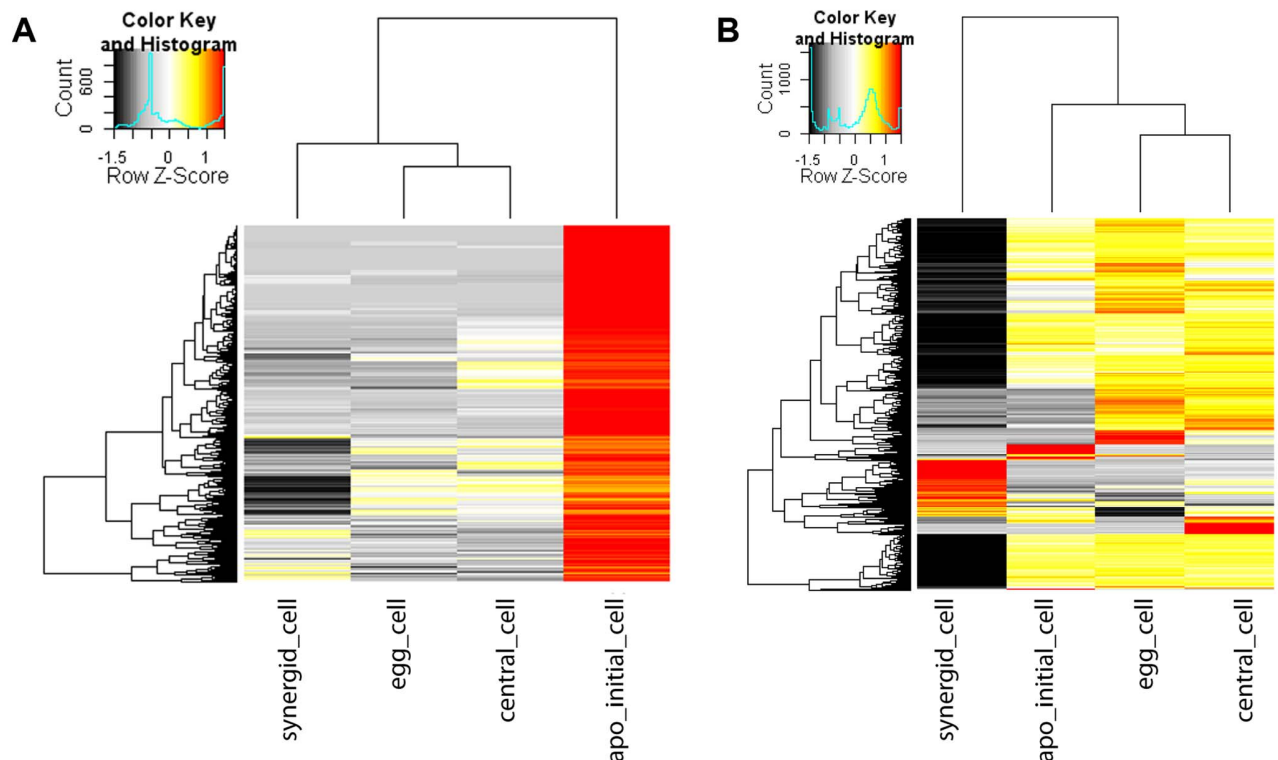 A
Color Key
and Histogram
Count
0 600
-1.5 0 1
Row Z-Score
synergid_cell
egg_cell
central_cell
apo_initial_cell
B
Color Key
and Histogram
Count
0 1000
-1.5 0 1
Row Z-Score
synergid_cell
apo_initial_cell
egg_cell
central_cell